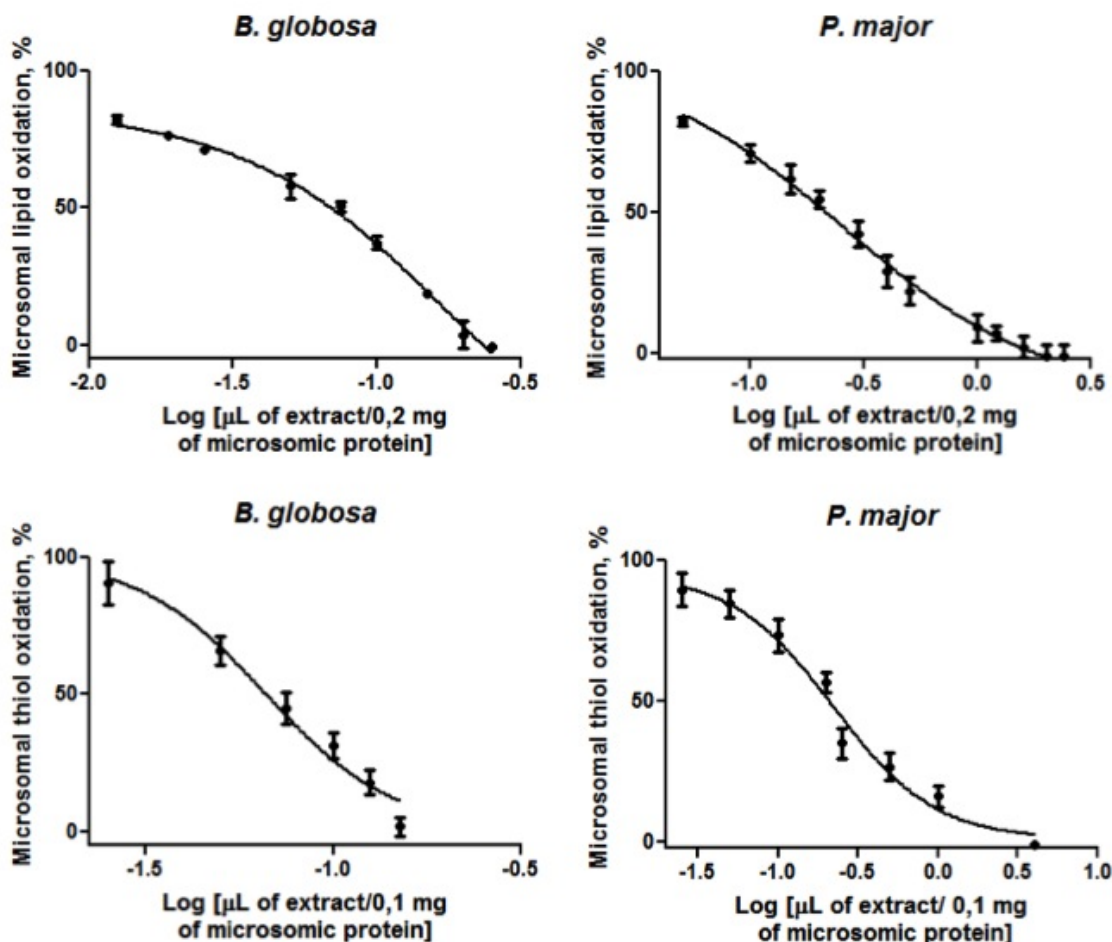 B. globosa
Microsomal lipid oxidation, %
100
50
0
-2.0 -1.5 -1.0 -0.5
Log [µL of extract/0,2 mg
of microsomic protein]
P. major
Microsomal lipid oxidation, %
100
50
0
-1.0 -0.5 0.0 0.5
Log [µL of extract/0,2 mg
of microsomic protein]
B. globosa
Microsomal thiol oxidation, %
100
50
0
-1.5 -1.0 -0.5
Log [µL of extract/0,1 mg
of microsomic protein]
P. major
Microsomal thiol oxidation, %
100
50
0
-1.5 -1.0 -0.5 0.0 0.5 1.0
Log [µL of extract/ 0,1 mg
of microsomic protein]